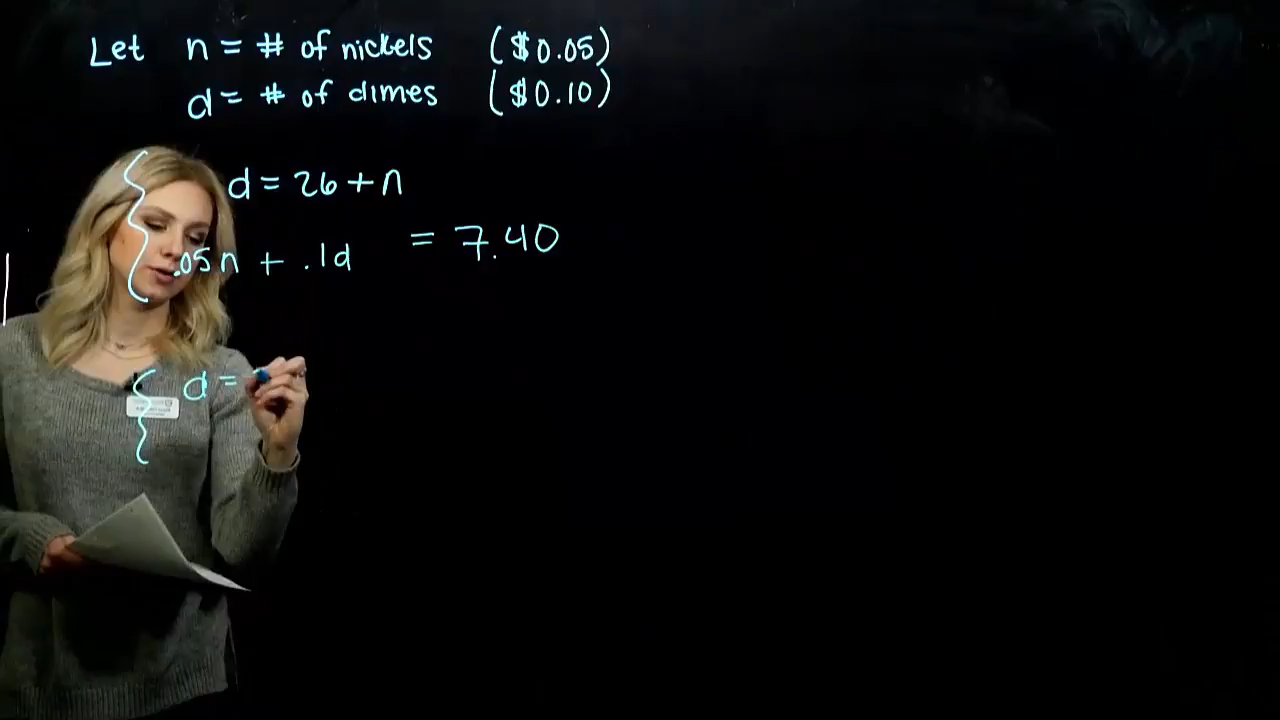 Let n = # of nickels ($0.05)
d = # of dimes ($0.10)
d = 26 + n
.05n + .1d = 7.40
d =